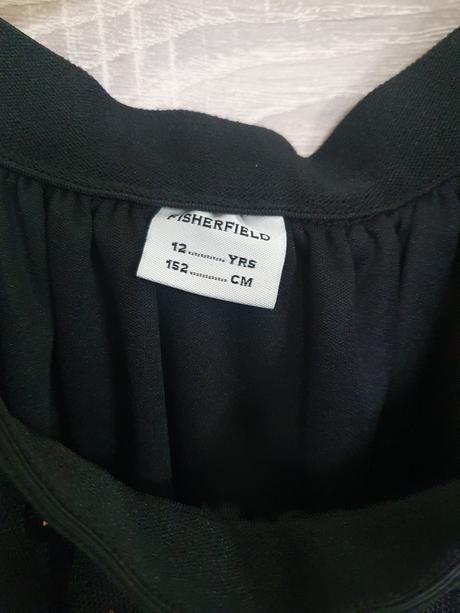 FISHERFIELD
12........... YRS
152........... CM